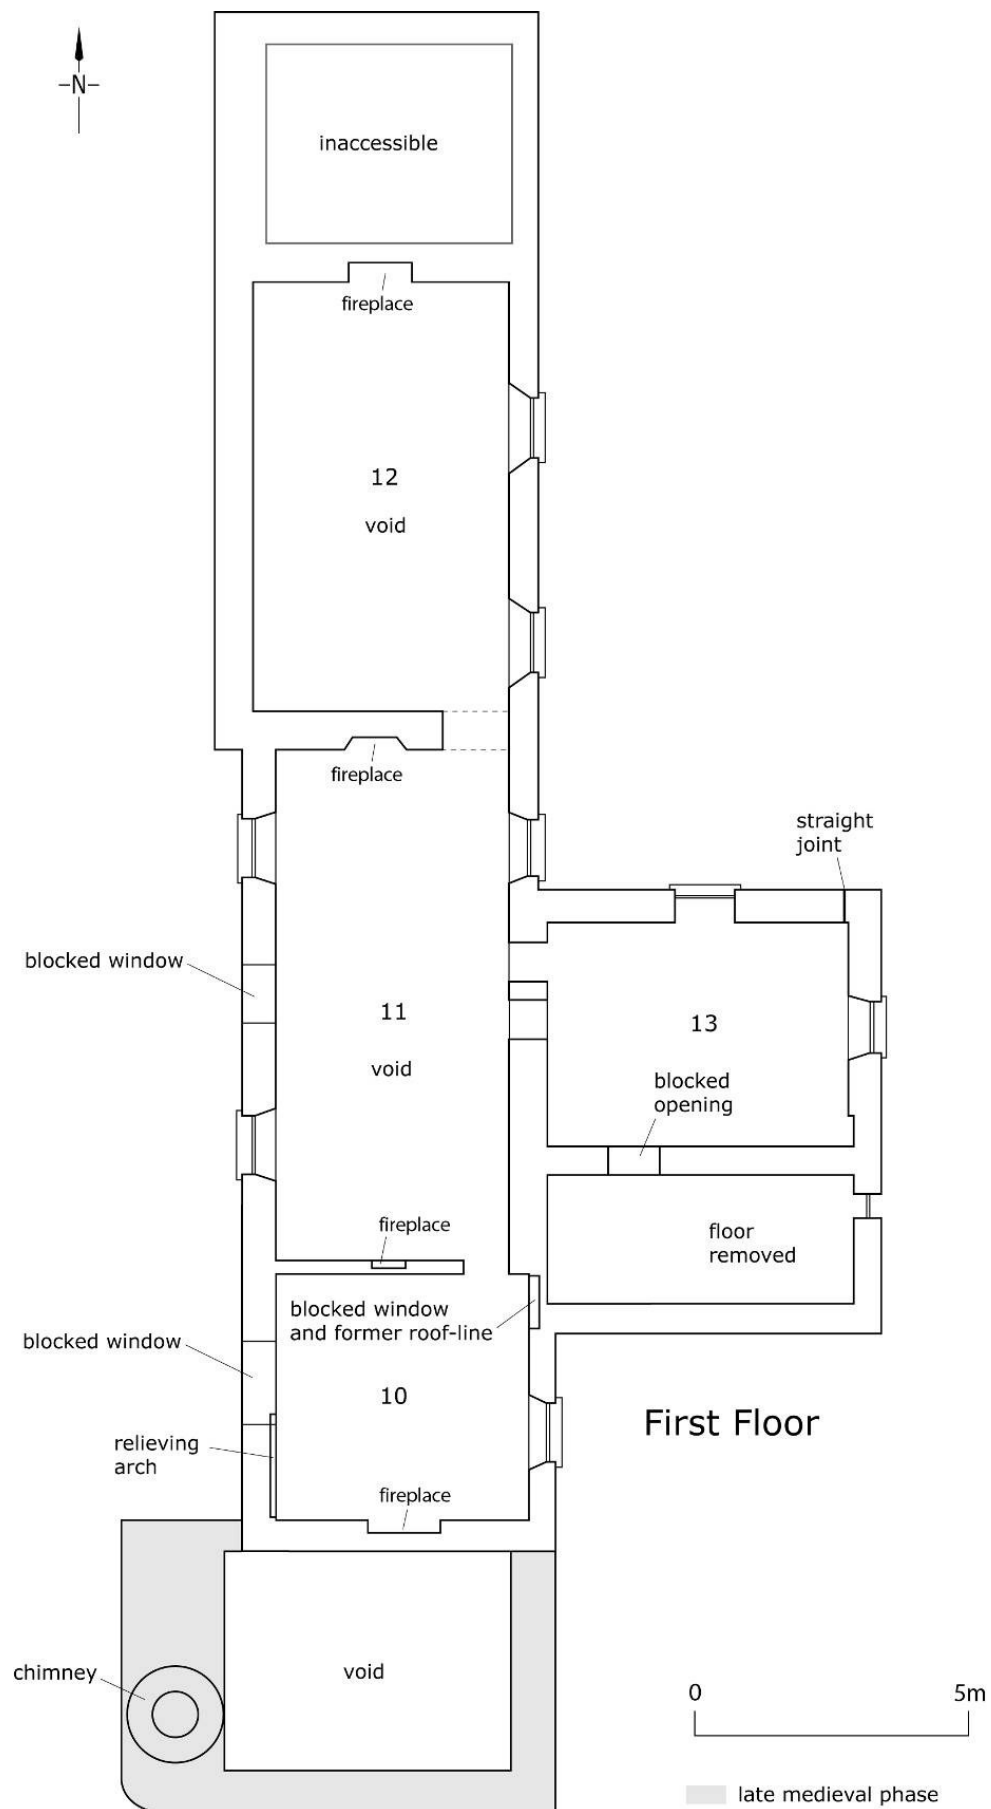 N
inaccessible
fireplace
12
void
fireplace
straight
joint
blocked window
11
13
void
blocked
opening
fireplace
floor
removed
blocked window
and former roof-line
blocked window
10
First Floor
relieving
arch
fireplace
chimney
void
0
5m
late medieval phase